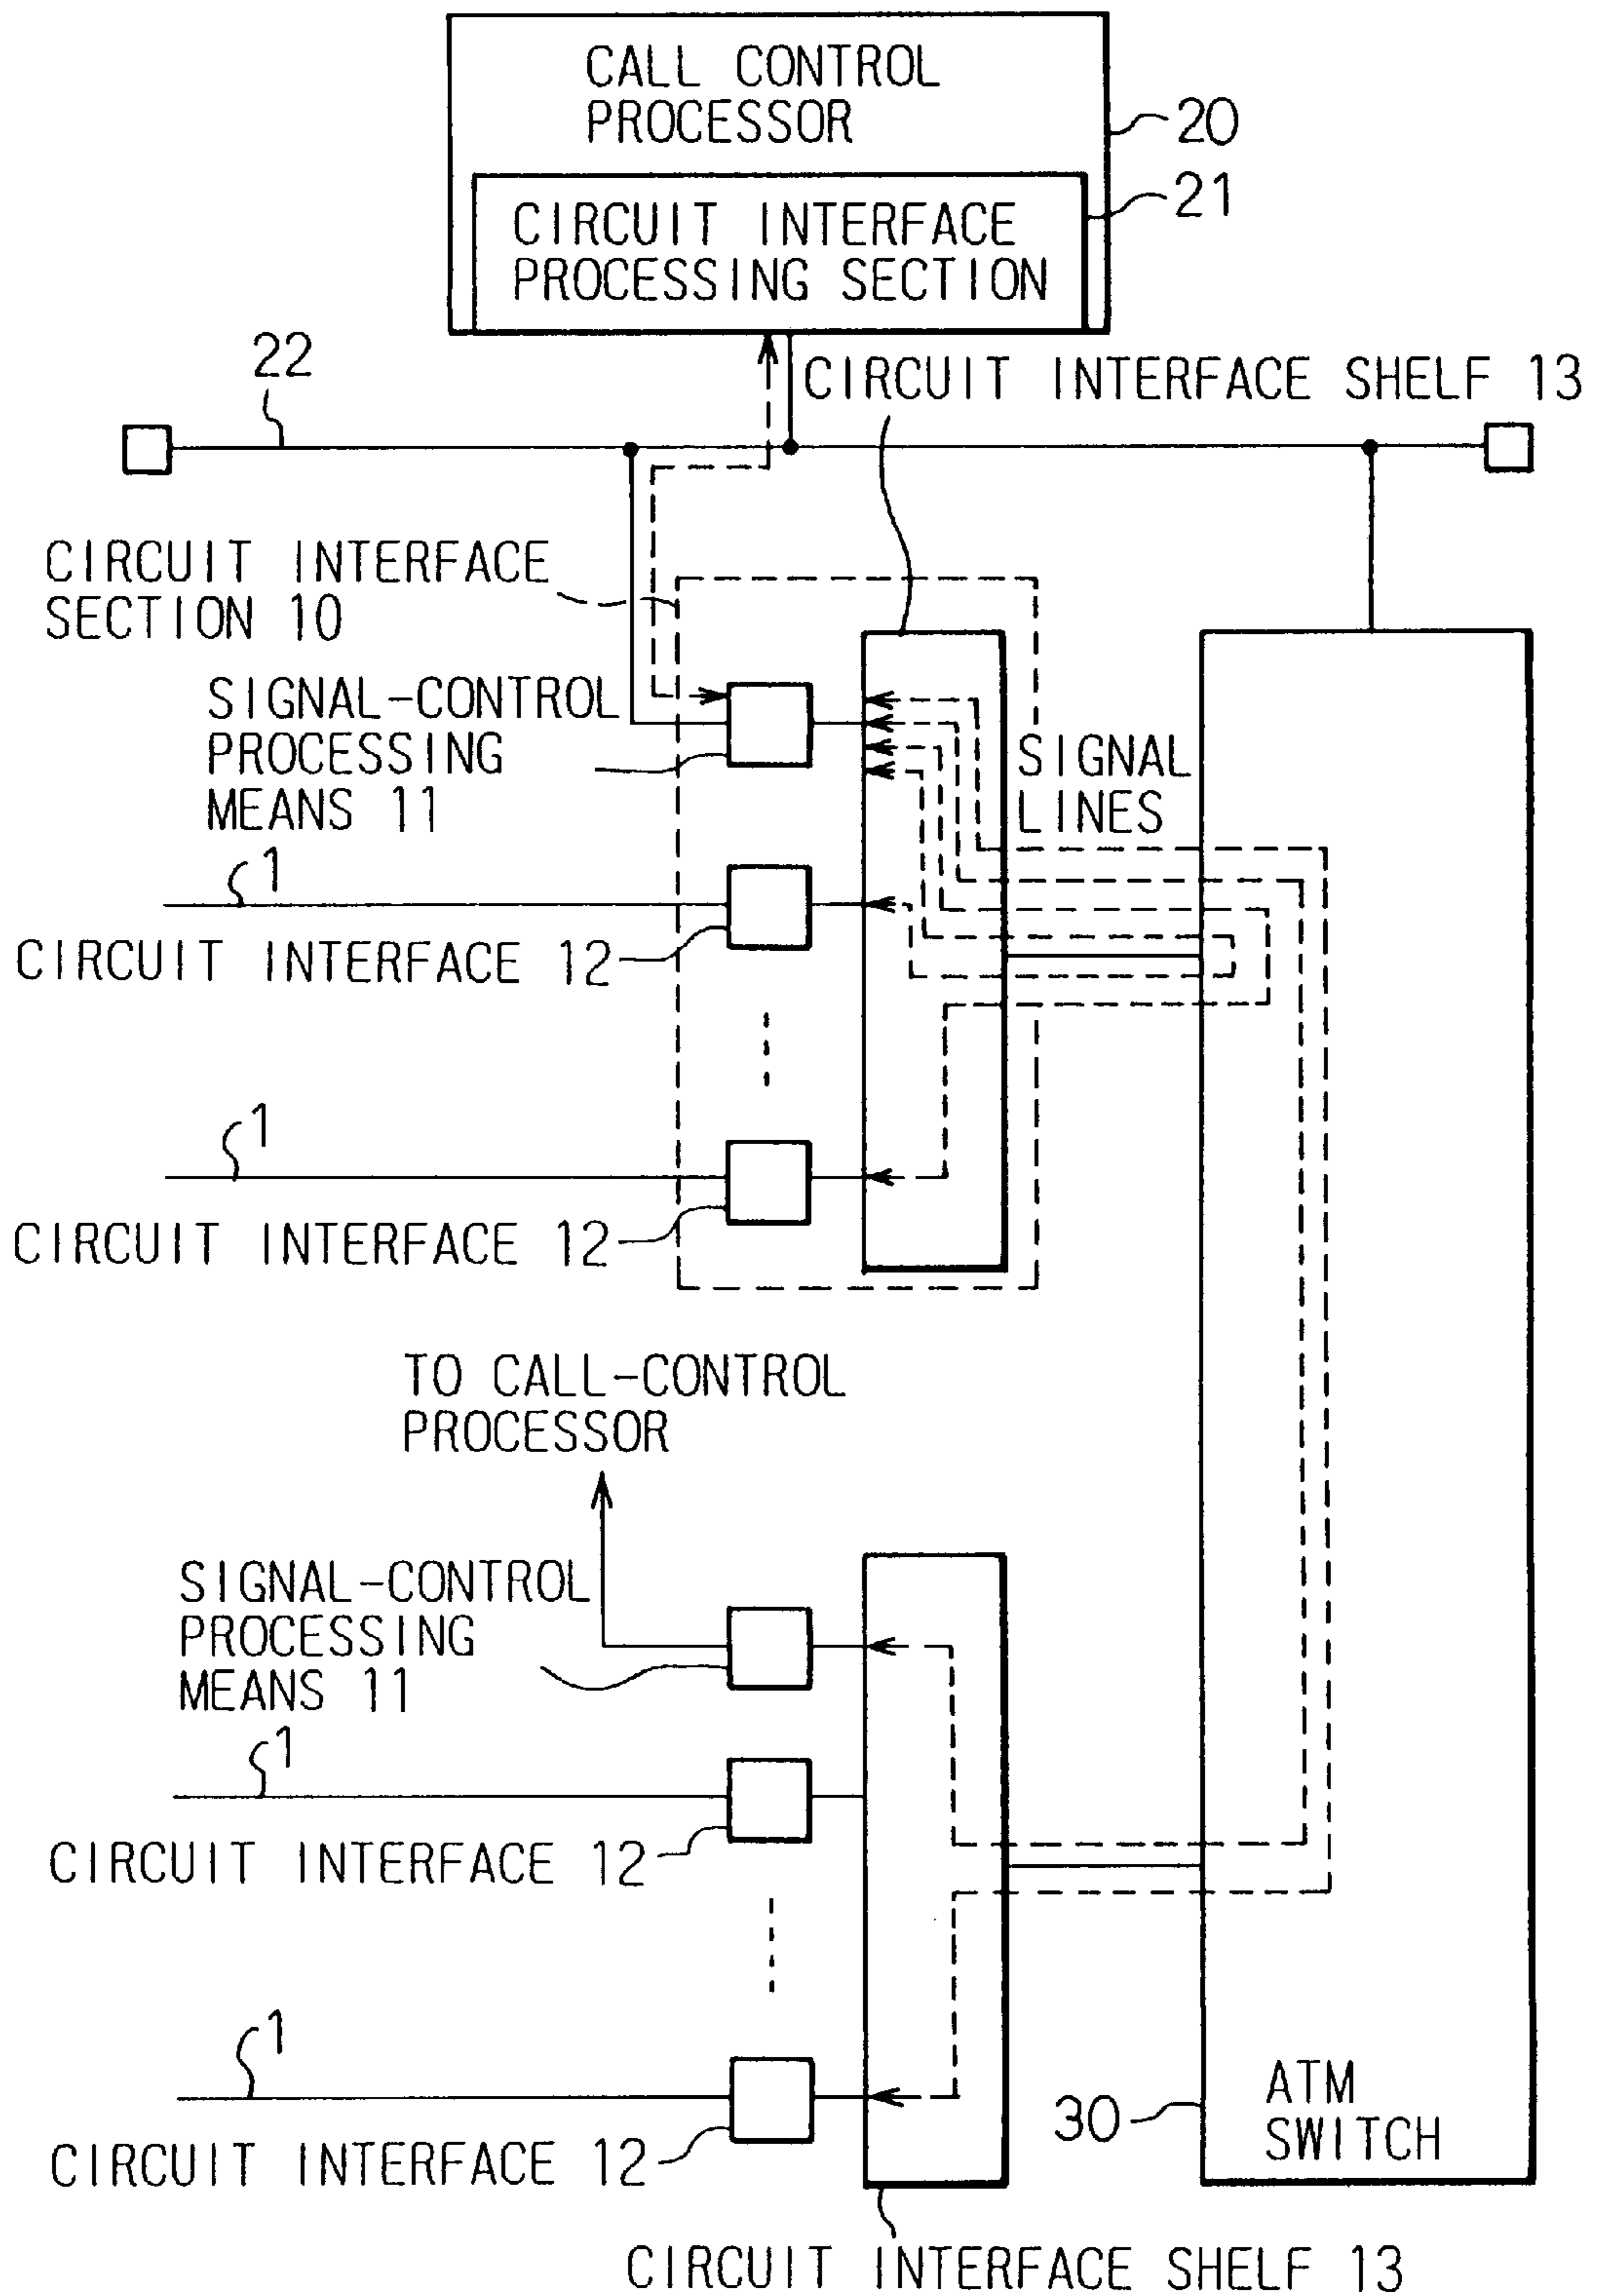 CALL CONTROL
PROCESSOR
20
21
CIRCUIT INTERFACE
PROCESSING SECTION
22
CIRCUIT INTERFACE SHELF 13
CIRCUIT INTERFACE
SECTION 10
SIGNAL-CONTROL
PROCESSING
MEANS 11
SIGNAL
LINES
1
CIRCUIT INTERFACE 12
1
CIRCUIT INTERFACE 12
TO CALL-CONTROL
PROCESSOR
SIGNAL-CONTROL
PROCESSING
MEANS 11
1
CIRCUIT INTERFACE 12
1
CIRCUIT INTERFACE 12
30
ATM
SWITCH
CIRCUIT INTERFACE SHELF 13